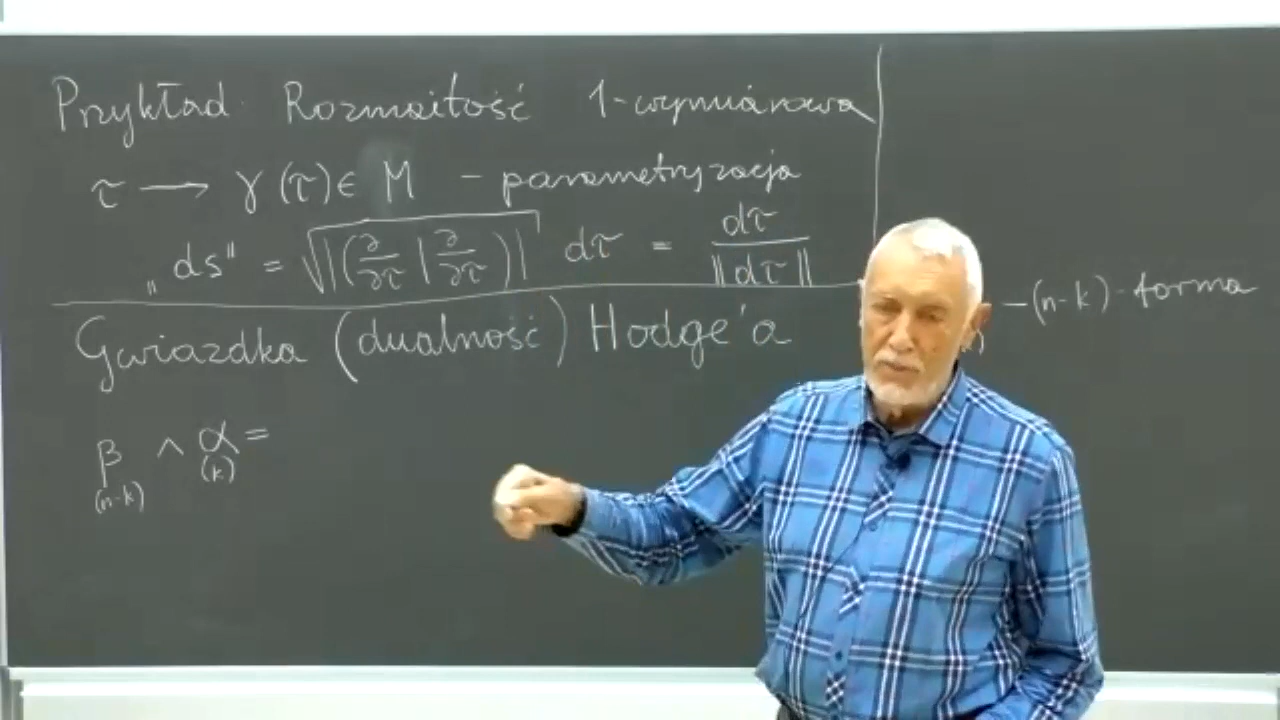 Przykład: Rozmaitość 1-wymiarowa
τ → γ(τ) ∈ M - parametryzacja
„ds" = √|(∂/∂τ | ∂/∂τ)| dτ = dτ/‖dτ‖
Gwiazdka (dualność) Hodge'a
β ∧ α =
(n-k) (k)
-(n-k)-forma